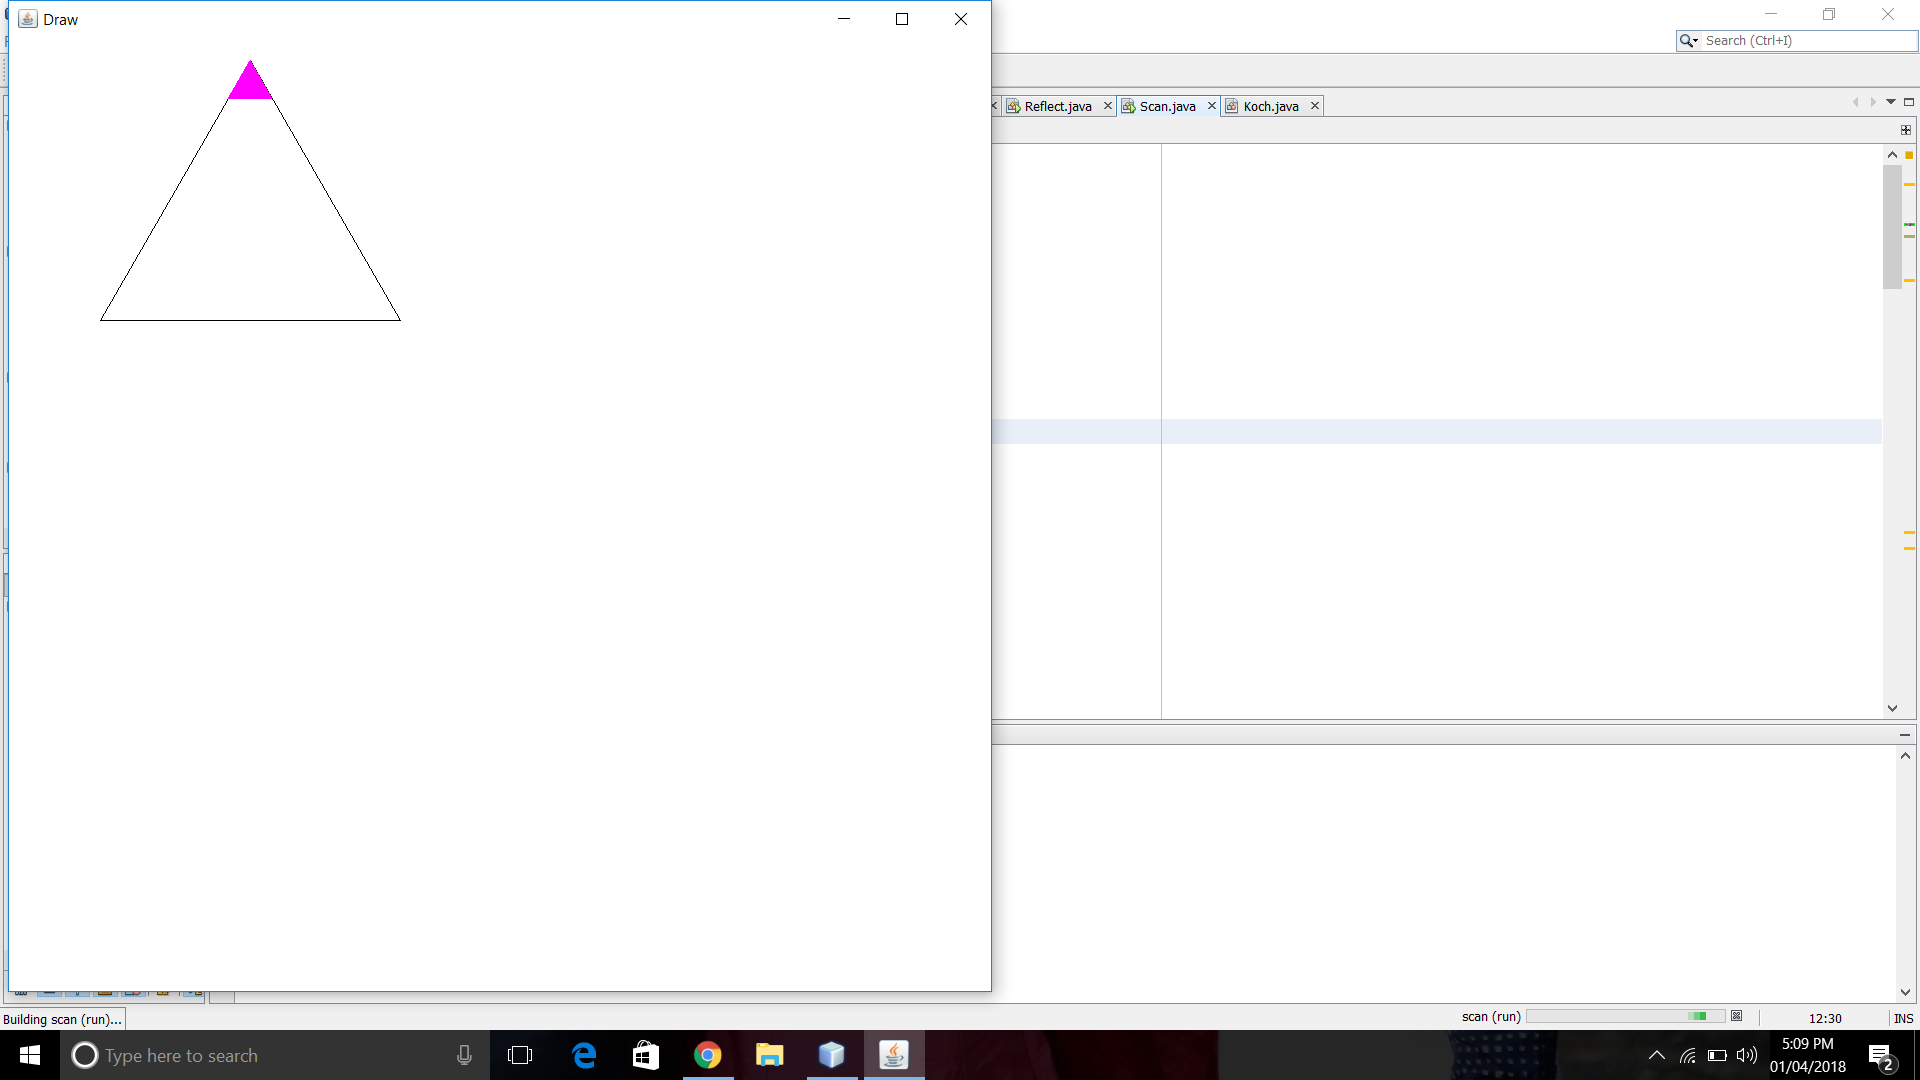 Draw
Search (Ctrl+I)
Reflect.java
Scan.java
Koch.java
Building scan (run)...
scan (run)
12:30
INS
Type here to search
5:09 PM
01/04/2018
2